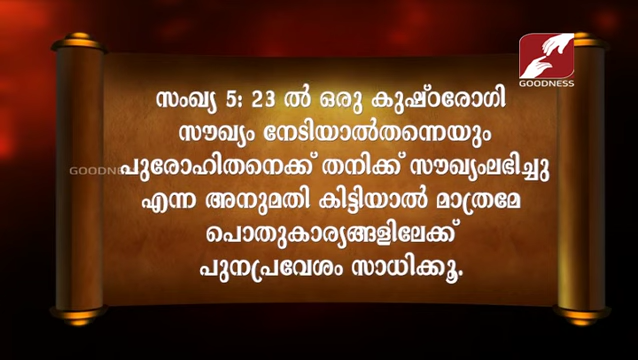 GOODNESS
സംഖ്യ 5: 23 ൽ ഒരു കുഷ്ഠരോഗി
സൗഖ്യം നേടിയാൽതന്നെയും
GOODNESS
പുരോഹിതനെക്ക് തനിക്ക് സൗഖ്യംലഭിച്ചു
എന്ന അനുമതി കിട്ടിയാൽ മാത്രമേ
പൊതുകാര്യങ്ങളിലേക്ക്
പുനപ്രവേശം സാധിക്കൂ.